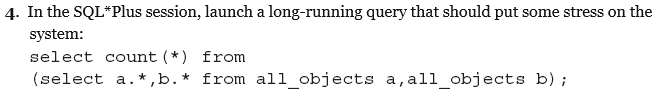 4. In the SQL*Plus session, launch a long-running query that should put some stress on the
system:
select count(*) from
(select a.*,b.* from all_objects a,all_objects b);